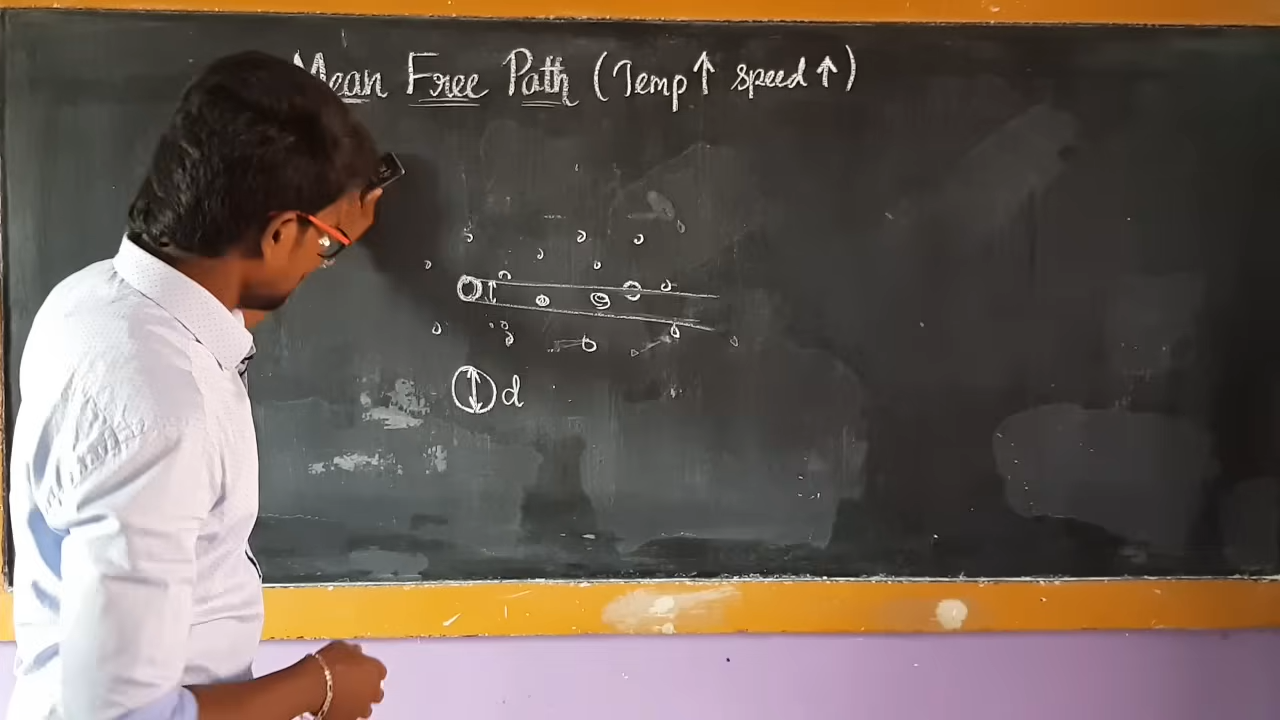 Mean Free Path (Temp ↑ speed ↑)
d